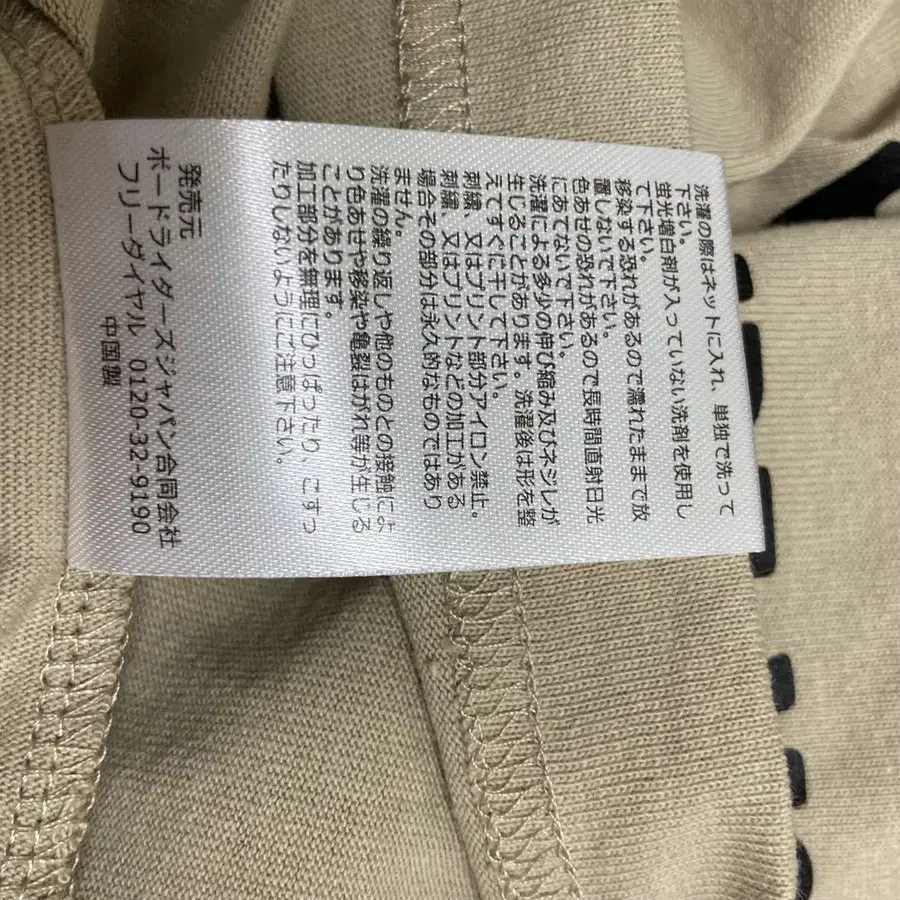 洗濯の際はネットに入れ、単独で洗って
下さい。
蛍光増白剤が入っていない洗剤を使用し
て下さい。
移染する恐れがあるので濡れたままで放
置しないで下さい。
色あせの恐れがあるので長時間直射日光
にあてないで下さい。
洗濯による多少の伸び縮み及びネジレが
生じることがあります。洗濯後は形を整
えてすぐに干して下さい。
刺繍、又はプリント部分アイロン禁止。
刺繍、又はプリントなどの加工がある
場合その部分は永久的なものではあり
ません。
洗濯の繰り返しや他のものとの接触によ
り色あせや移染や亀裂はがれ等が生じる
ことがあります。
加工部分を無理にひっぱったり、こすっ
たりしないようにご注意下さい。
発売元
ボードライダーズジャパン合同会社
フリーダイヤル 0120-32-9190
中国製